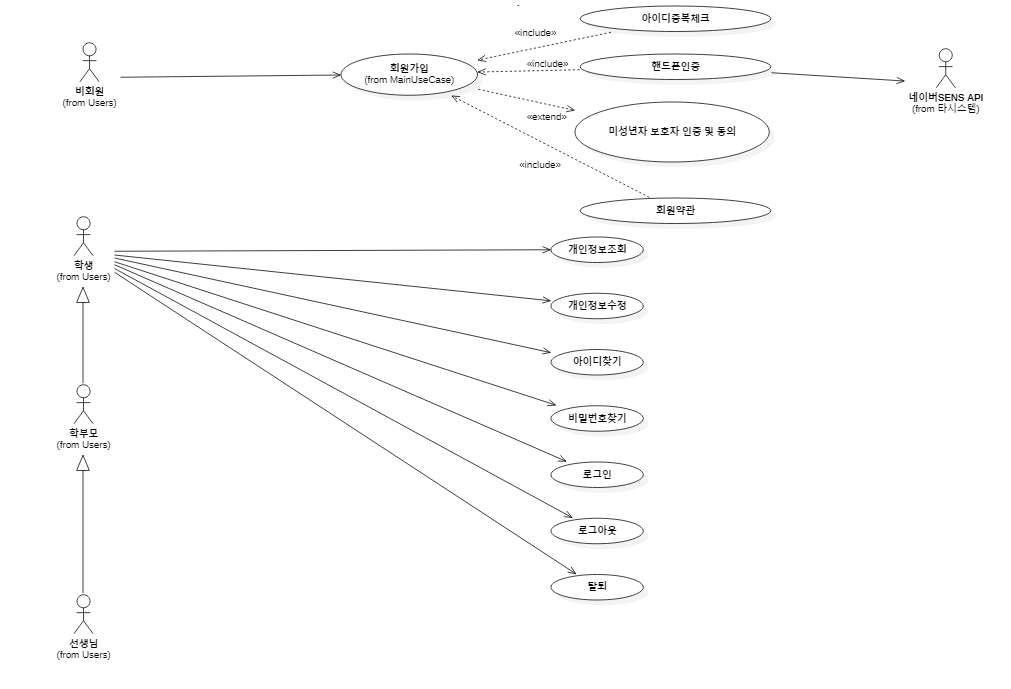 아이디중복체크
«include»
비회원
(from Users)
회원가입
(from MainUseCase)
«include»
핸드폰인증
네이버SENS API
(from 타시스템)
«extend»
미성년자 보호자 인증 및 동의
«include»
회원약관
학생
(from Users)
개인정보조회
개인정보수정
아이디찾기
학부모
(from Users)
비밀번호찾기
로그인
로그아웃
탈퇴
선생님
(from Users)